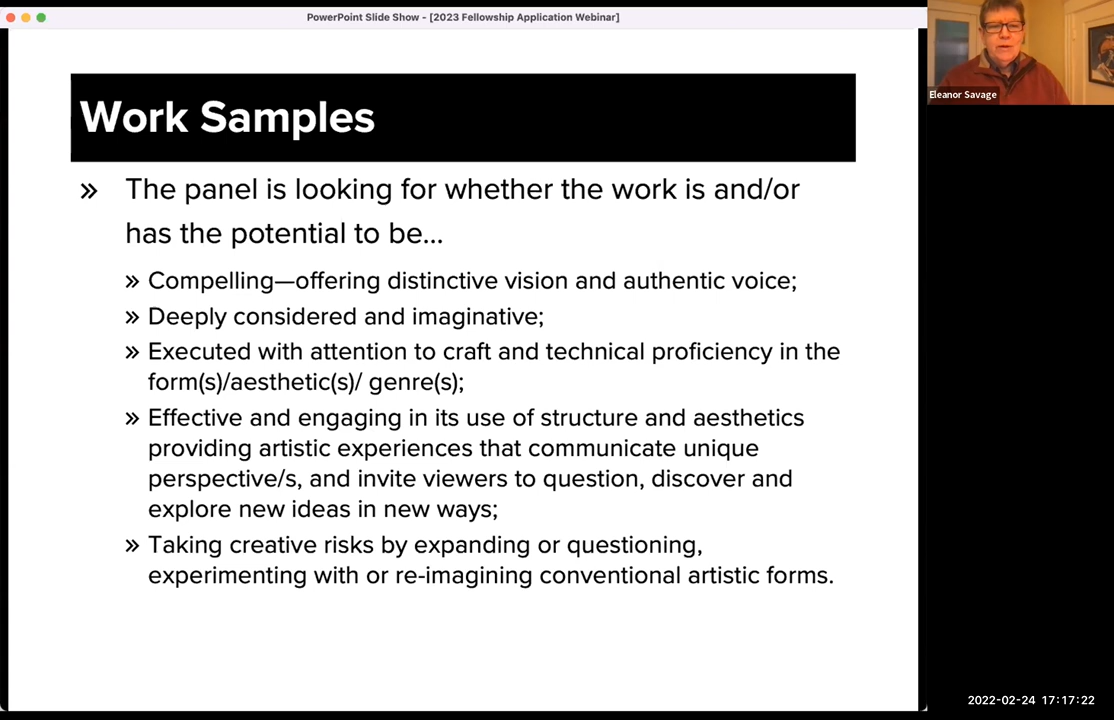 PowerPoint Slide Show - [2023 Fellowship Application Webinar]
Eleanor Savage
Work Samples
» The panel is looking for whether the work is and/or
has the potential to be...
» Compelling—offering distinctive vision and authentic voice;
» Deeply considered and imaginative;
» Executed with attention to craft and technical proficiency in the
form(s)/aesthetic(s)/ genre(s);
» Effective and engaging in its use of structure and aesthetics
providing artistic experiences that communicate unique
perspective/s, and invite viewers to question, discover and
explore new ideas in new ways;
» Taking creative risks by expanding or questioning,
experimenting with or re-imagining conventional artistic forms.
2022-02-24 17:17:22